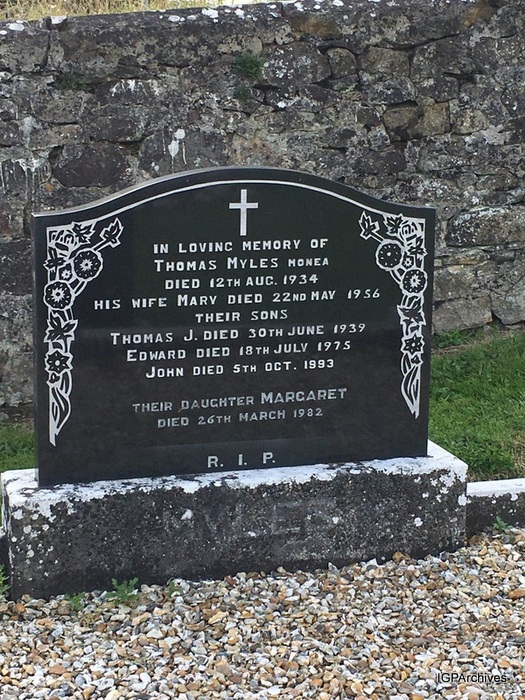 IN LOVING MEMORY OF
THOMAS MYLES MONEA
DIED 12TH AUG. 1934
HIS WIFE MARY DIED 22ND MAY 1956
THEIR SONS
THOMAS J. DIED 30TH JUNE 1939
EDWARD DIED 18TH JULY 1975
JOHN DIED 5TH OCT. 1993
THEIR DAUGHTER MARGARET
DIED 26TH MARCH 1982
R. I. P.
MYLES
IGPArchives